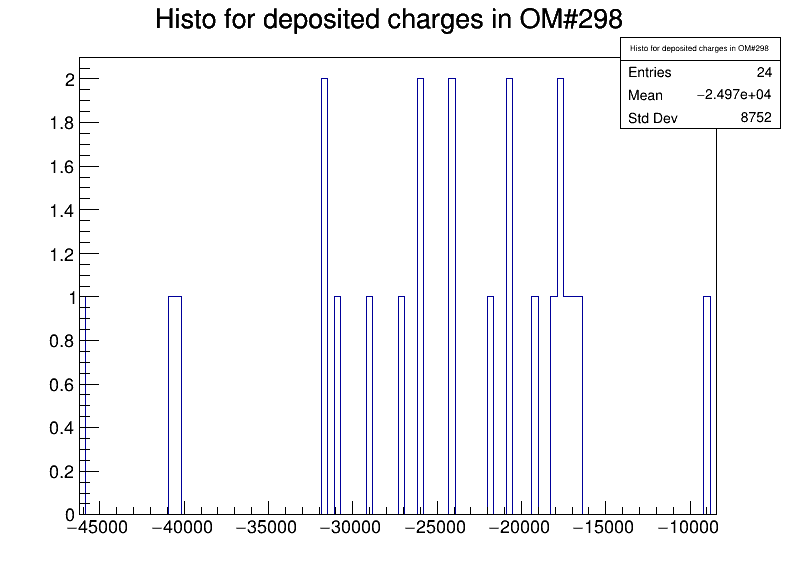 Histo for deposited charges in OM#298
Histo for deposited charges in OM#298
Entries 24
Mean −2.497e+04
Std Dev 8752
2
1.8
1.6
1.4
1.2
1
0.8
0.6
0.4
0.2
0
−45000 −40000 −35000 −30000 −25000 −20000 −15000 −10000